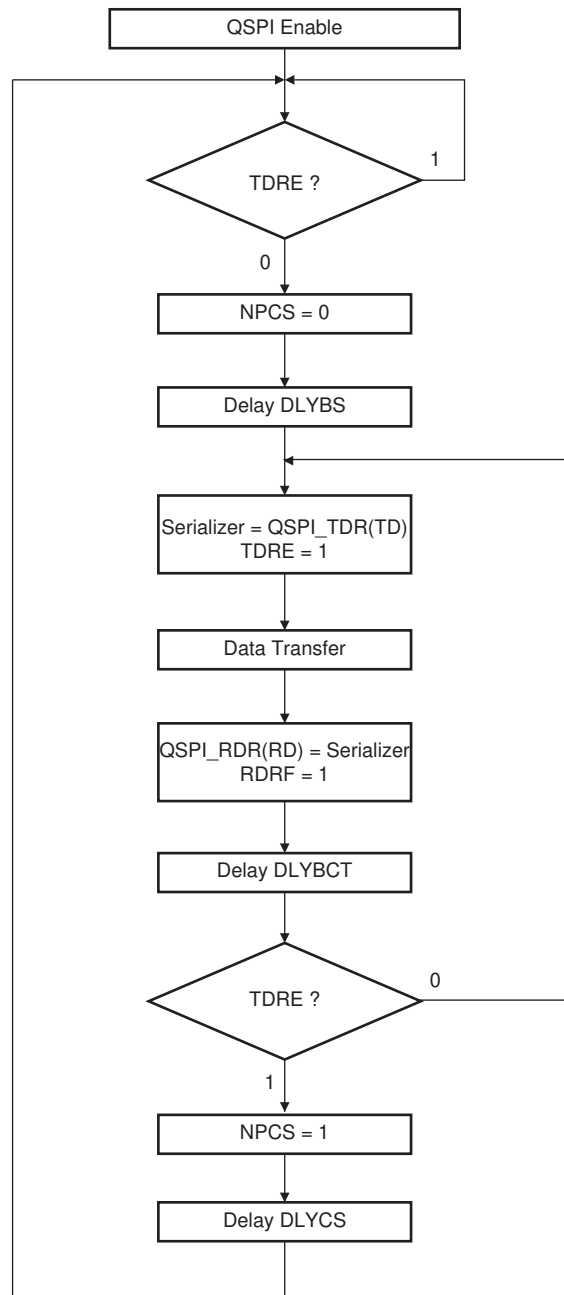 QSPI Enable
TDRE ?
1
0
NPCS = 0
Delay DLYBS
Serializer = QSPI_TDR(TD)
TDRE = 1
Data Transfer
QSPI_RDR(RD) = Serializer
RDRF = 1
Delay DLYBCT
TDRE ?
0
1
NPCS = 1
Delay DLYCS